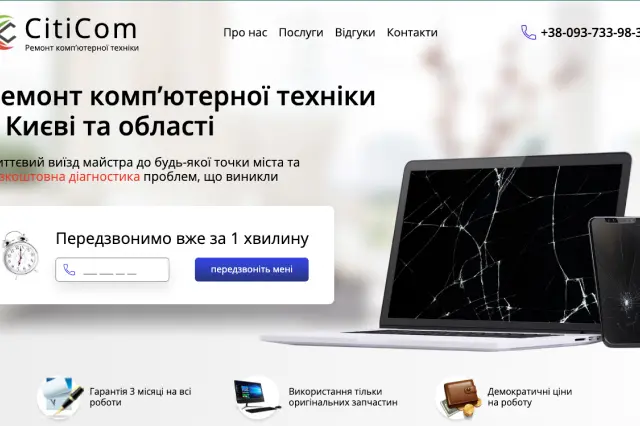 CitiCom
Ремонт комп'ютерної техніки
Про нас Послуги Відгуки Контакти
+38-093-733-98-3
емонт комп’ютерної техніки
Києві та області
иттєвий виїзд майстра до будь-якої точки міста та
зкоштовна діагностика проблем, що виникли
Передзвонимо вже за 1 хвилину
передзвоніть мені
Гарантія 3 місяці на всі
роботи
Використання тільки
оригінальних запчастин
Демократичні ціни
на роботу